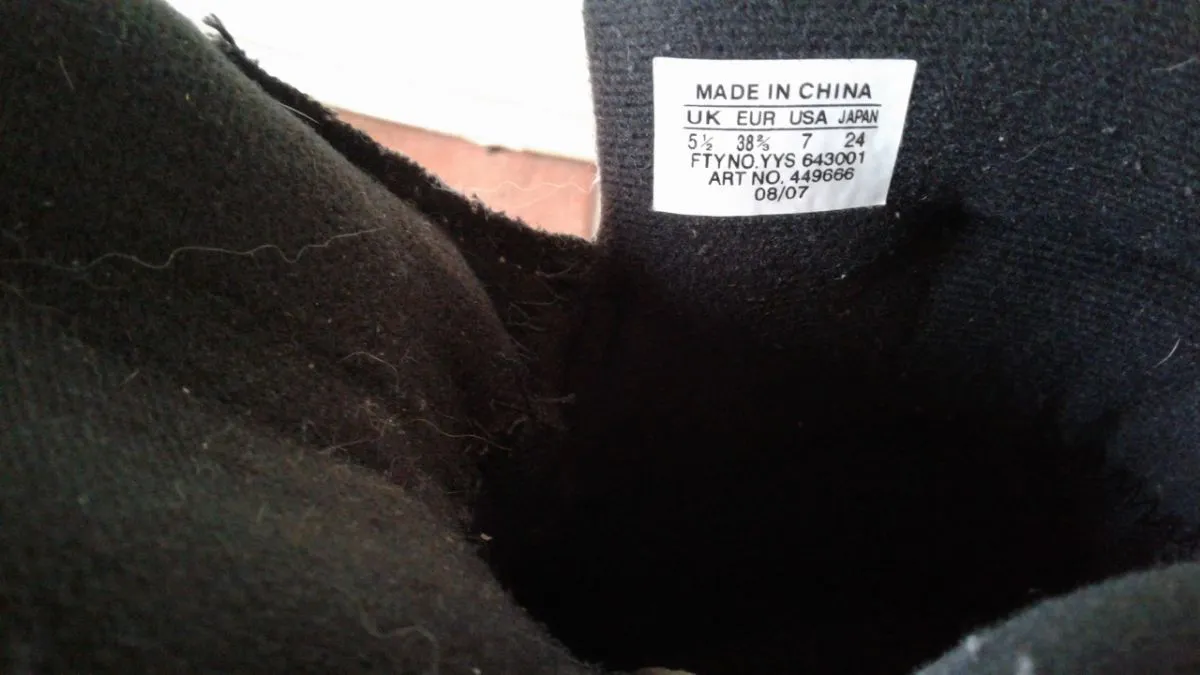 MADE IN CHINA
UK EUR USA JAPAN
5½ 38⅔ 7 24
FTYNO.YYS 643001
ART NO. 449666
08/07